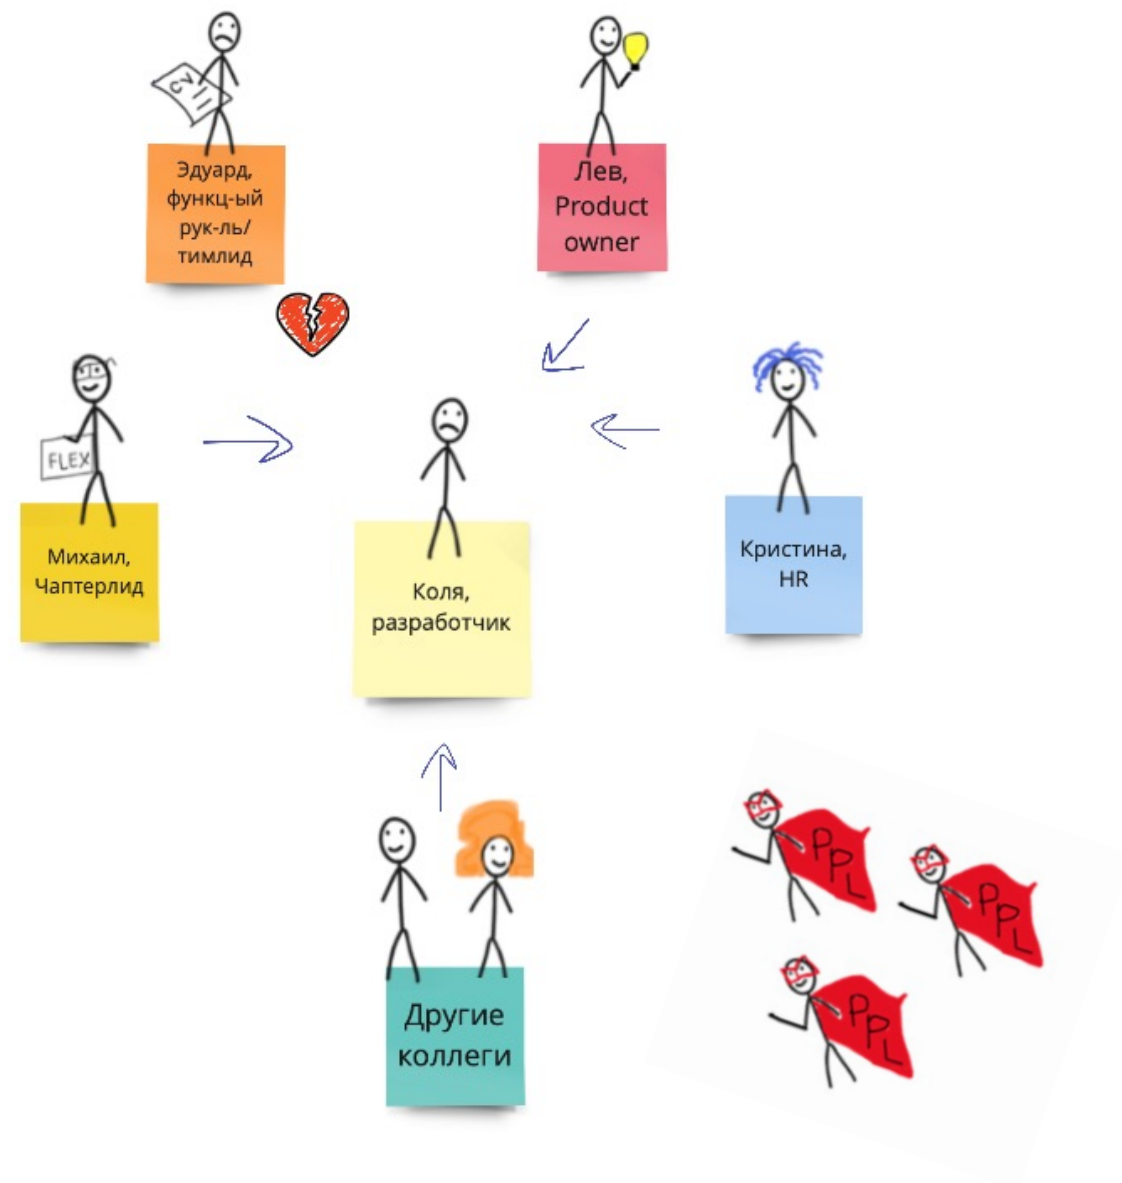 Эдуард,
функц-ый
рук-ль/
тимлид
Лев,
Product
owner
FLEX
Михаил,
Чаптерлид
Коля,
разработчик
Кристина,
HR
Другие
коллеги
PPL
PPL
PPL